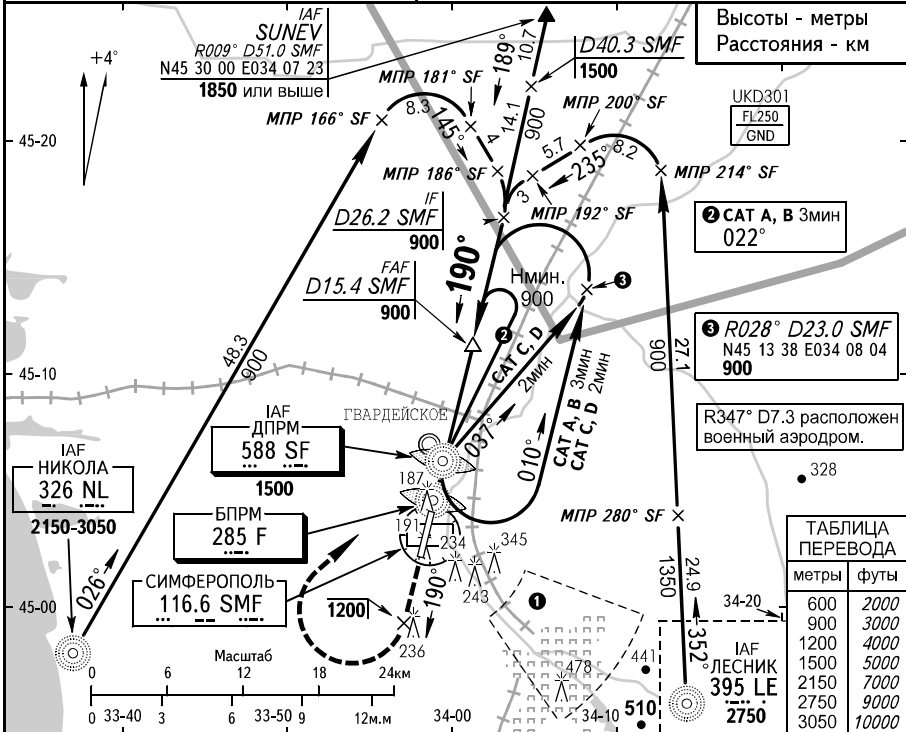 Высоты - метры
Расстояния - км
IAF
SUNEV
R009° D51.0 SMF
N45 30 00 E034 07 23
1850 или выше
+4°
10.7
189°
D40.3 SMF
1500
14.1
900
МПР 181° SF
МПР 166° SF
8.3
145°
4
МПР 200° SF
5.7
8.2
235°
3
UKD301
FL250
GND
45-20
МПР 186° SF
МПР 192° SF
МПР 214° SF
IF
D26.2 SMF
900
190°
FAF
D15.4 SMF
900
Hмин.
900
❸
❷ CAT A, B 3мин
022°
❸ R028° D23.0 SMF
N45 13 38 E034 08 04
900
R347° D7.3 расположен
военный аэродром.
27.1
900
48.3
900
❷
CAT C, D
2мин
037°
010°
CAT A, B 3мин
CAT C, D 2мин
45-10
ГВАРДЕЙСКОЕ
IAF
ДПРМ
588 SF
1500
IAF
НИКОЛА
326 NL
2150-3050
БПРМ
285 F
СИМФЕРОПОЛЬ
116.6 SMF
187
191
234
345
243
236
190°
1200
026°
328
МПР 280° SF
24.9
1350
352°
❶
34-20
45-00
478
441
510
IAF
ЛЕСНИК
395 LE
2750
ТАБЛИЦА
ПЕРЕВОДА
метры футы
600 2000
900 3000
1200 4000
1500 5000
2150 7000
2750 9000
3050 10000
Масштаб
0 6 12 18 24км
0 33-40 3 6 33-50 9 12м.м 34-00 34-10